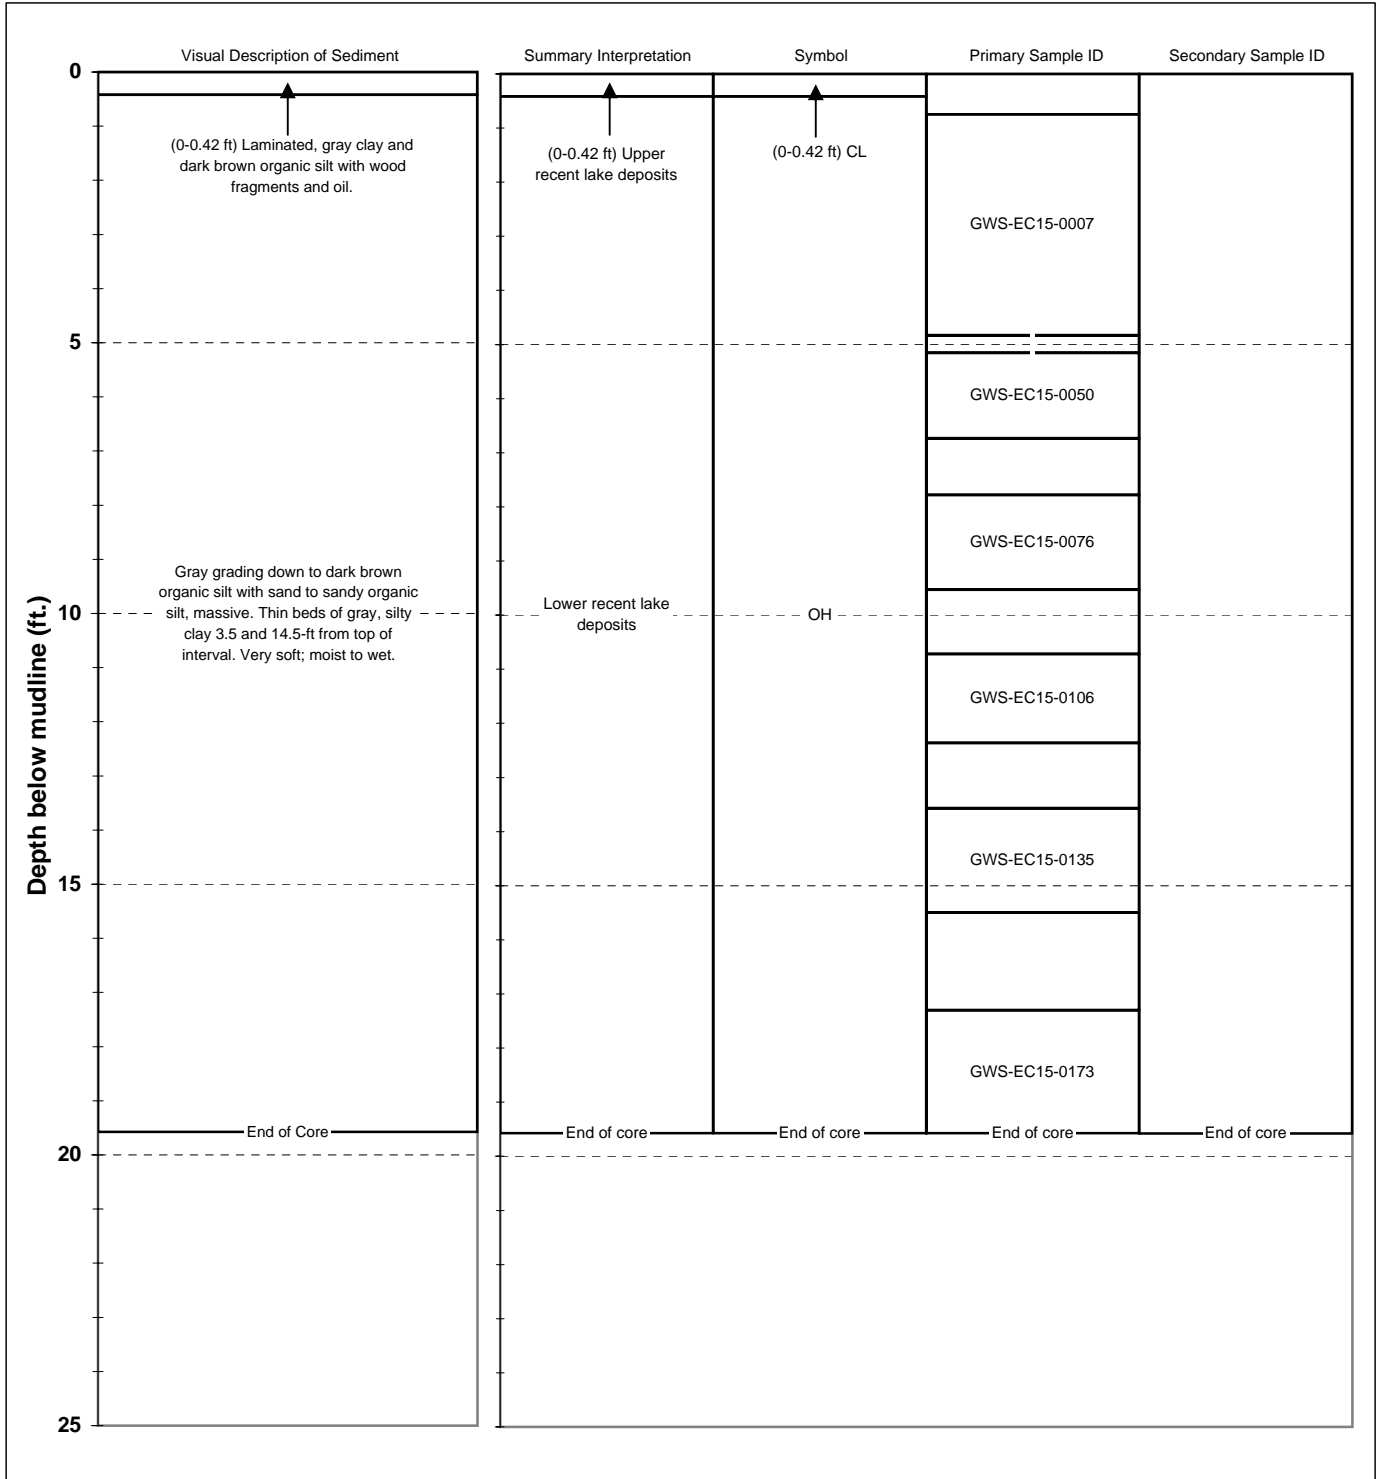 Visual Description of Sediment
Summary Interpretation
Symbol
Primary Sample ID
Secondary Sample ID
0
(0-0.42 ft) Laminated, gray clay and
dark brown organic silt with wood
fragments and oil.
(0-0.42 ft) Upper
recent lake deposits
(0-0.42 ft) CL
GWS-EC15-0007
5
GWS-EC15-0050
GWS-EC15-0076
Gray grading down to dark brown
organic silt with sand to sandy organic
silt, massive. Thin beds of gray, silty
clay 3.5 and 14.5-ft from top of
interval. Very soft; moist to wet.
Lower recent lake
deposits
OH
10
GWS-EC15-0106
Depth below mudline (ft.)
GWS-EC15-0135
15
GWS-EC15-0173
End of Core
End of core
End of core
End of core
End of core
20
25